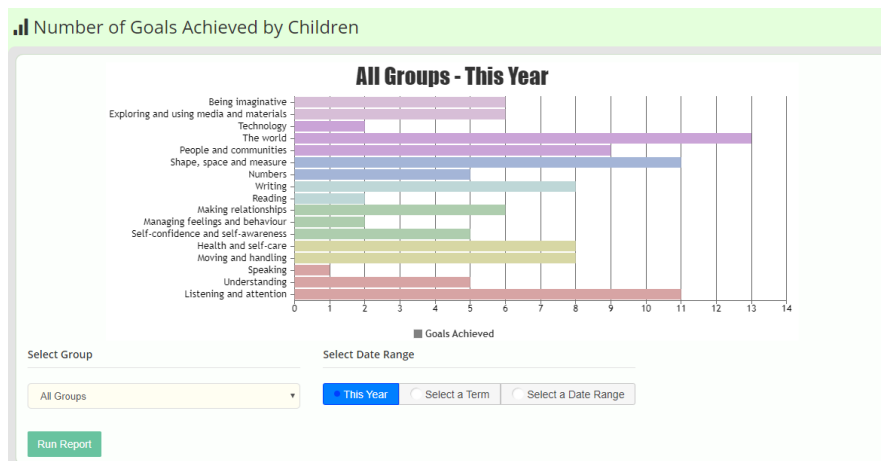 Number of Goals Achieved by Children
All Groups - This Year
Being imaginative
Exploring and using media and materials
Technology
The world
People and communities
Shape, space and measure
Numbers
Writing
Reading
Making relationships
Managing feelings and behaviour
Self-confidence and self-awareness
Health and self-care
Moving and handling
Speaking
Understanding
Listening and attention
0 1 2 3 4 5 6 7 8 9 10 11 12 13 14
Goals Achieved
Select Group Select Date Range
All Groups This Year Select a Term Select a Date Range
Run Report